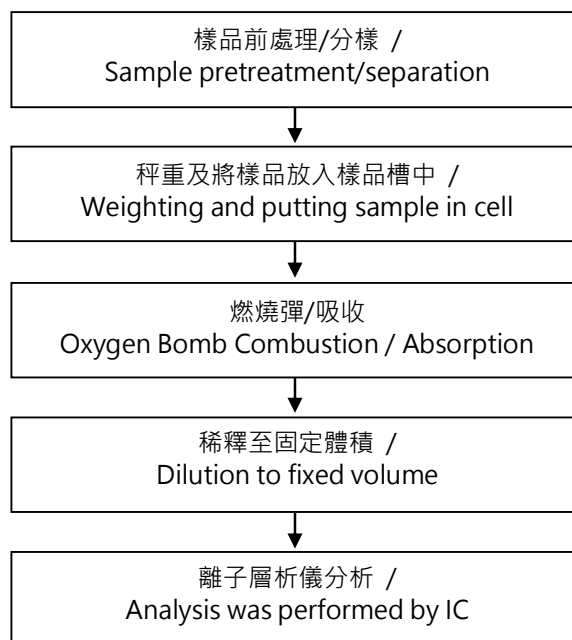 樣品前處理/分樣 /
Sample pretreatment/separation
秤重及將樣品放入樣品槽中 /
Weighting and putting sample in cell
燃燒彈/吸收
Oxygen Bomb Combustion / Absorption
稀釋至固定體積 /
Dilution to fixed volume
離子層析儀分析 /
Analysis was performed by IC